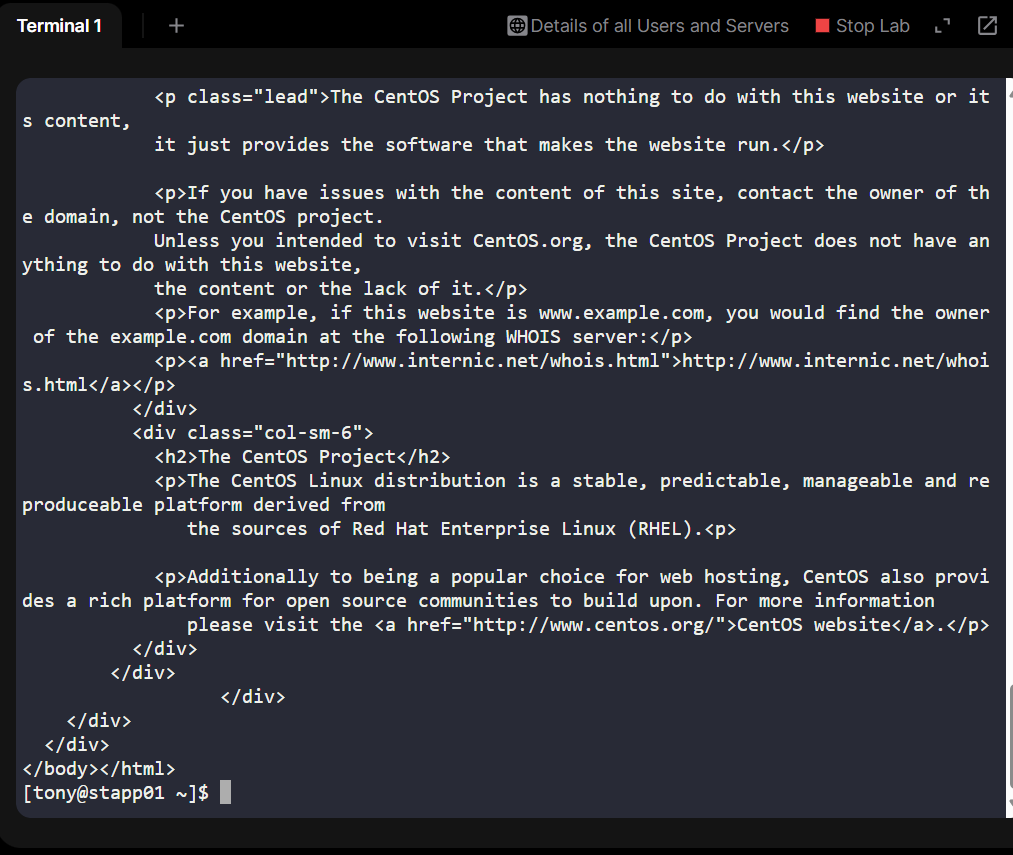 Terminal 1
+
Details of all Users and Servers
Stop Lab
<p class="lead">The CentOS Project has nothing to do with this website or it
s content,
it just provides the software that makes the website run.</p>
<p>If you have issues with the content of this site, contact the owner of th
e domain, not the CentOS project.
Unless you intended to visit CentOS.org, the CentOS Project does not have an
ything to do with this website,
the content or the lack of it.</p>
<p>For example, if this website is www.example.com, you would find the owner
of the example.com domain at the following WHOIS server:</p>
<p><a href="http://www.internic.net/whois.html">http://www.internic.net/whoi
s.html</a></p>
</div>
<div class="col-sm-6">
<h2>The CentOS Project</h2>
<p>The CentOS Linux distribution is a stable, predictable, manageable and re
produceable platform derived from
the sources of Red Hat Enterprise Linux (RHEL).<p>
<p>Additionally to being a popular choice for web hosting, CentOS also provi
des a rich platform for open source communities to build upon. For more information
please visit the <a href="http://www.centos.org/">CentOS website</a>.</p>
</div>
</div>
</div>
</div>
</div>
</body></html>
[tony@stapp01 ~]$